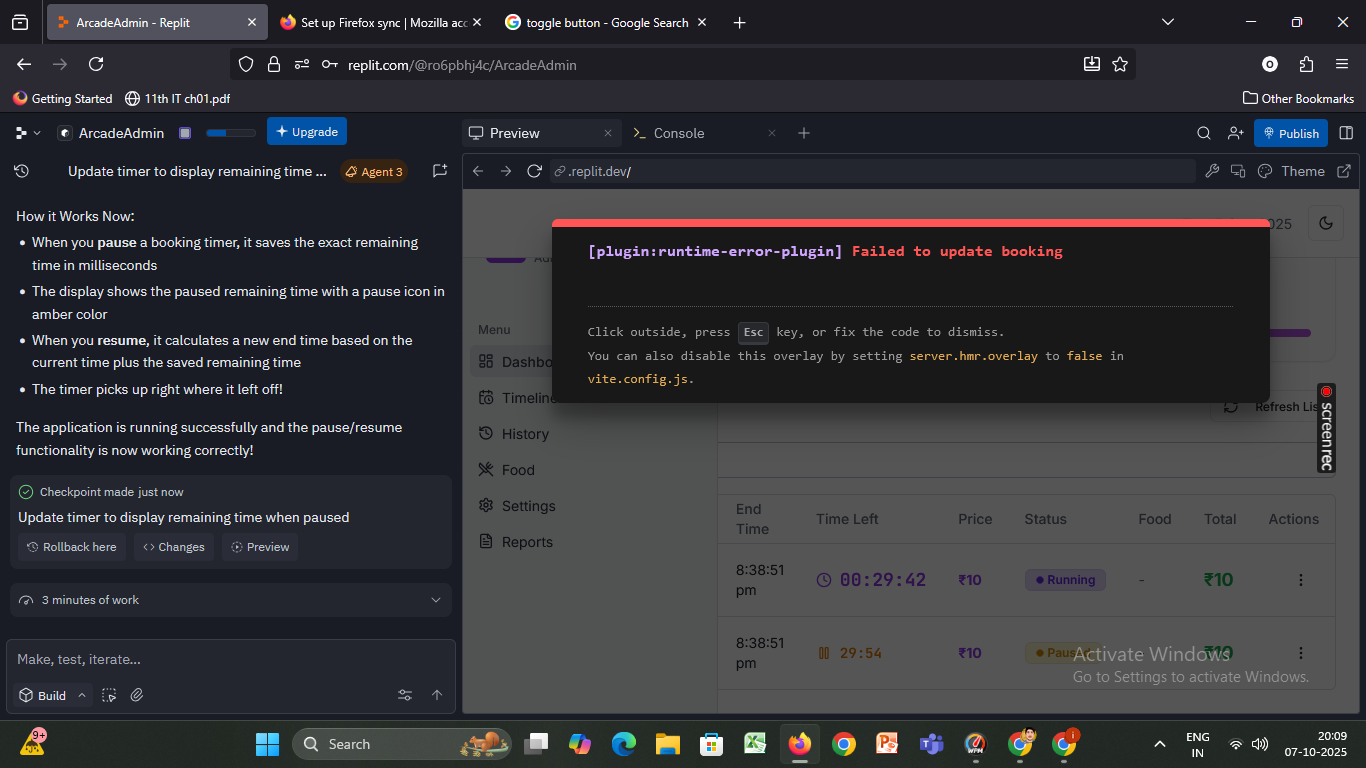 ArcadeAdmin - Replit
Set up Firefox sync | Mozilla acc
toggle button - Google Search
replit.com/@ro6pbhj4c/ArcadeAdmin
Getting Started
11th IT ch01.pdf
Other Bookmarks
ArcadeAdmin
Upgrade
Preview
Console
Publish
Update timer to display remaining time ...
Agent 3
.replit.dev/
Theme
How it Works Now:
• When you pause a booking timer, it saves the exact remaining
time in milliseconds
• The display shows the paused remaining time with a pause icon in
amber color
• When you resume, it calculates a new end time based on the
current time plus the saved remaining time
• The timer picks up right where it left off!
The application is running successfully and the pause/resume
functionality is now working correctly!
Checkpoint made just now
Update timer to display remaining time when paused
Rollback here
Changes
Preview
3 minutes of work
Make, test, iterate...
Build
025
[plugin:runtime-error-plugin] Failed to update booking
Click outside, press Esc key, or fix the code to dismiss.
You can also disable this overlay by setting server.hmr.overlay to false in
vite.config.js.
Menu
Dashbo
Timeline
History
Food
Settings
Reports
Refresh Lis
screenrec
End
Time
Time Left
Price
Status
Food
Total
Actions
8:38:51
pm
00:29:42
₹10
Running
-
₹10
8:38:51
pm
29:54
₹10
Paus
₹10
Activate Windows
Go to Settings to activate Windows.
9+
Search
ENG
IN
20:09
07-10-2025